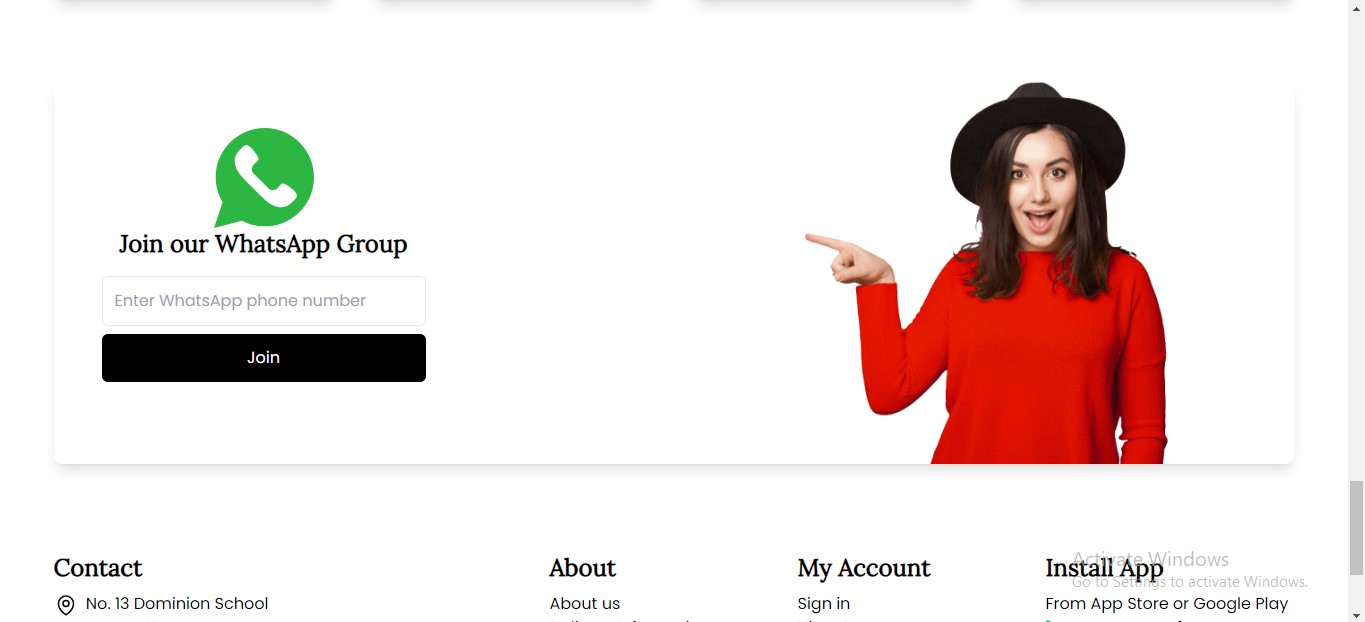 Join our WhatsApp Group
Enter WhatsApp phone number
Join
Contact
No. 13 Dominion School
About
About us
My Account
Sign in
Install App
From App Store or Google Play
Activate Windows
Go to Settings to activate Windows.